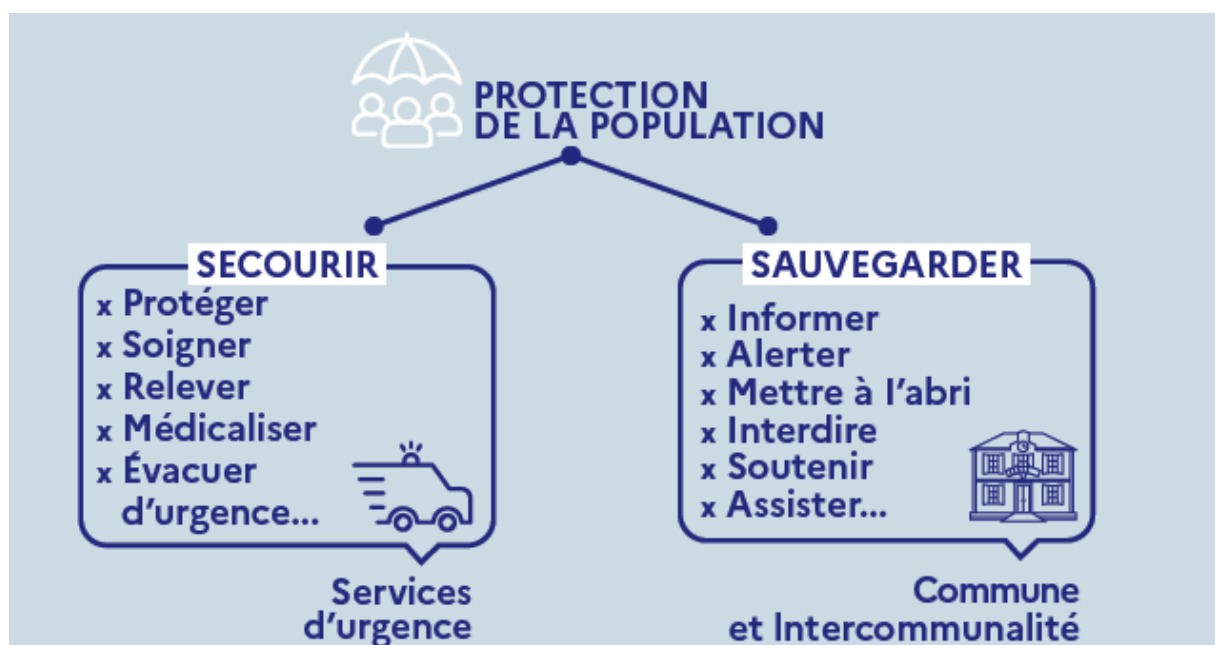 PROTECTION
DE LA POPULATION
SECOURIR
x Protéger
x Soigner
x Relever
x Médicaliser
x Évacuer
d’urgence...
Services
d’urgence
SAUVEGARDER
x Informer
x Alerter
x Mettre à l’abri
x Interdire
x Soutenir
x Assister...
Commune
et Intercommunalité